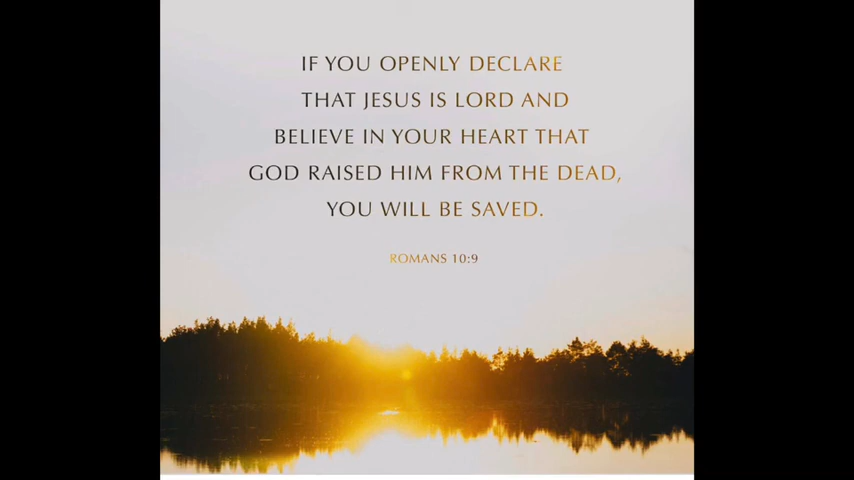 IF YOU OPENLY DECLARE
THAT JESUS IS LORD AND
BELIEVE IN YOUR HEART THAT
GOD RAISED HIM FROM THE DEAD,
YOU WILL BE SAVED.
ROMANS 10:9